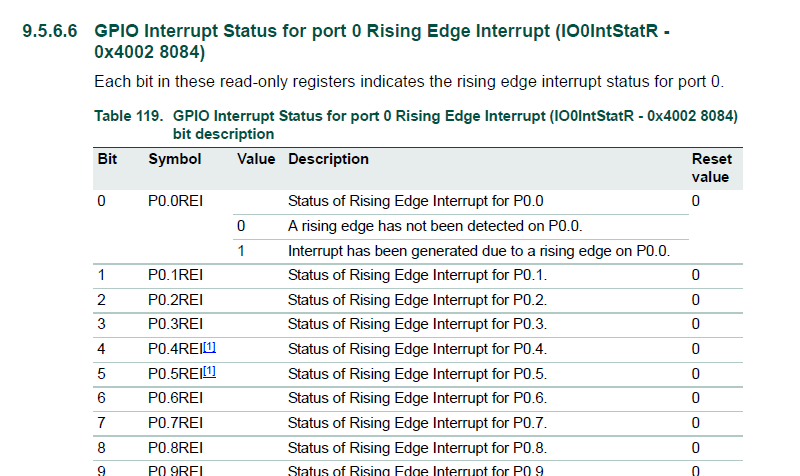 9.5.6.6 GPIO Interrupt Status for port 0 Rising Edge Interrupt (IO0IntStatR -
0x4002 8084)
Each bit in these read-only registers indicates the rising edge interrupt status for port 0.
Table 119. GPIO Interrupt Status for port 0 Rising Edge Interrupt (IO0IntStatR - 0x4002 8084)
bit description
Bit Symbol Value Description Reset
value
0 P0.0REI Status of Rising Edge Interrupt for P0.0 0
0 A rising edge has not been detected on P0.0.
1 Interrupt has been generated due to a rising edge on P0.0.
1 P0.1REI Status of Rising Edge Interrupt for P0.1. 0
2 P0.2REI Status of Rising Edge Interrupt for P0.2. 0
3 P0.3REI Status of Rising Edge Interrupt for P0.3. 0
4 P0.4REI[1] Status of Rising Edge Interrupt for P0.4. 0
5 P0.5REI[1] Status of Rising Edge Interrupt for P0.5. 0
6 P0.6REI Status of Rising Edge Interrupt for P0.6. 0
7 P0.7REI Status of Rising Edge Interrupt for P0.7. 0
8 P0.8REI Status of Rising Edge Interrupt for P0.8. 0
9 P0.9REI Status of Rising Edge Interrupt for P0.9 0